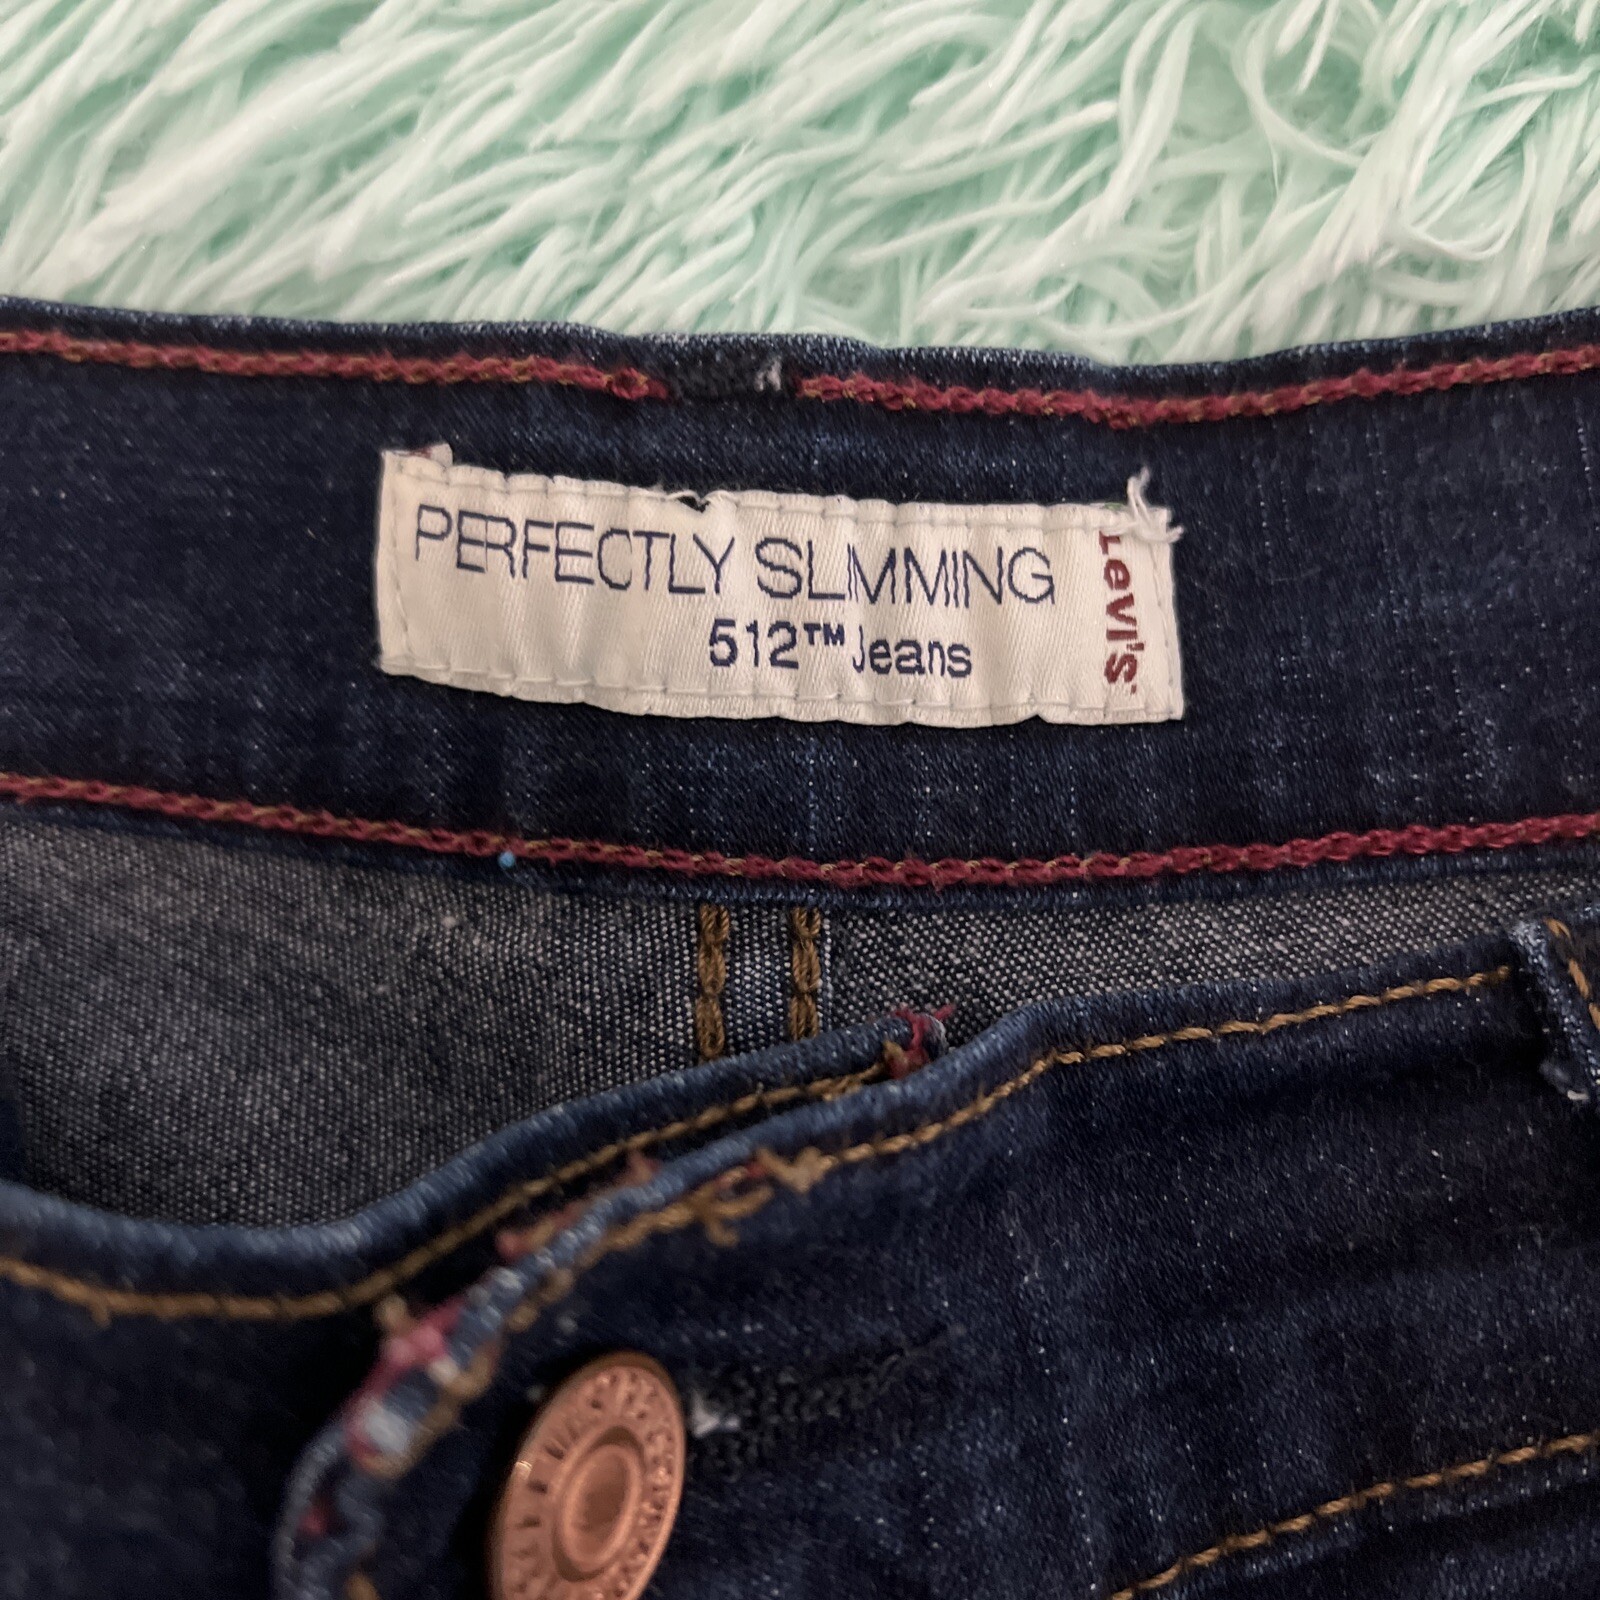 PERFECTLY SLIMMING
512™ Jeans
Levi's